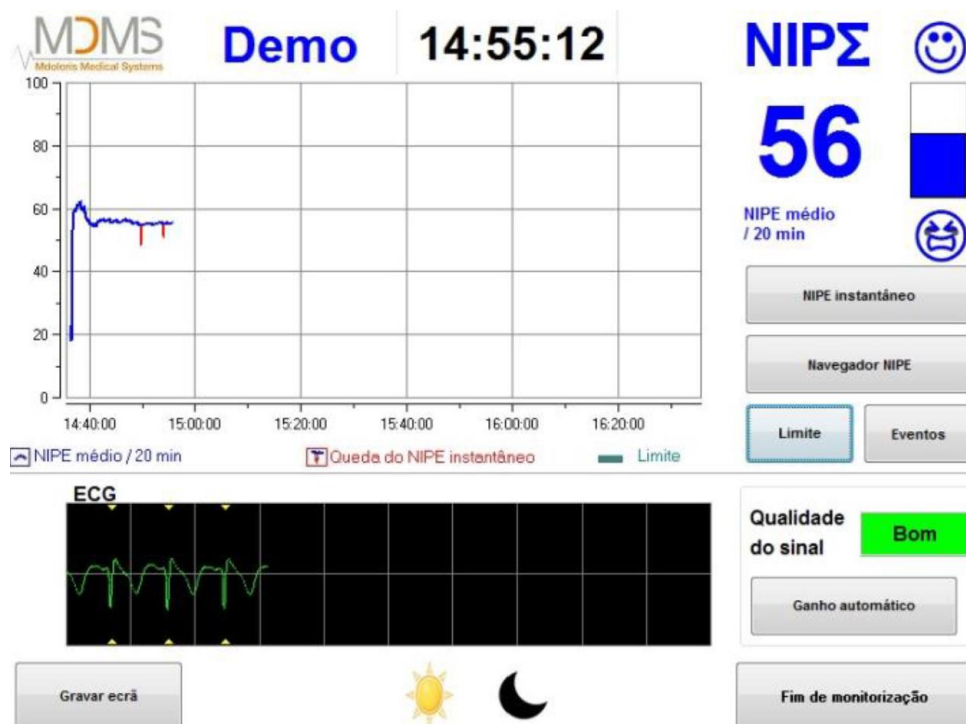 MDMS
Mdoloris Medical Systems
Demo
14:55:12
NIPΣ
56
NIPE médio
/ 20 min
100
80
60
40
20
0
14:40:00 15:00:00 15:20:00 15:40:00 16:00:00 16:20:00
NIPE médio / 20 min Queda do NIPE instantâneo Limite
NIPE instantâneo
Navegador NIPE
Limite Eventos
ECG
Qualidade
do sinal
Bom
Ganho automático
Gravar ecrã
Fim de monitorização